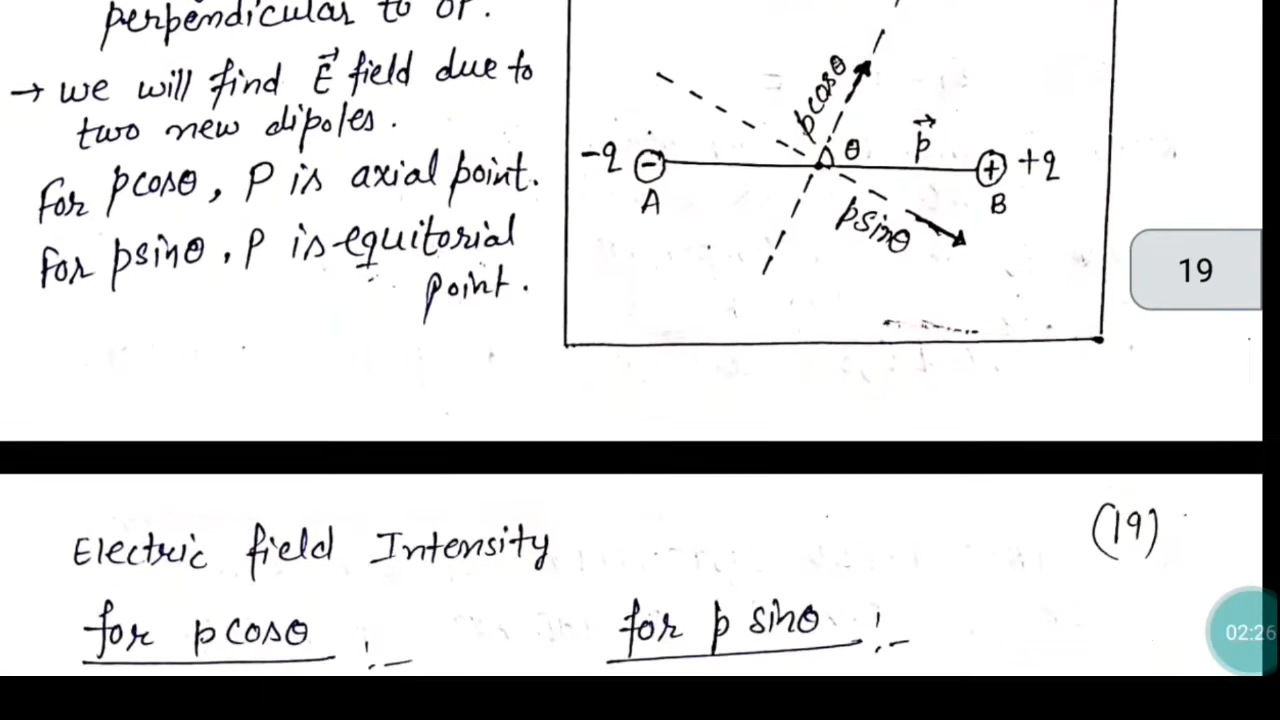 perpendicular to OP.
→ we will find E⃗ field due to
two new dipoles.
For pcosθ, P is axial point.
For psinθ, P is equitorial
point.
pcosθ
θ
p⃗
-q
−
+
+q
A
B
psinθ
19
Electric field Intensity
(19)
for pcosθ :-
for p sinθ :-
02:26